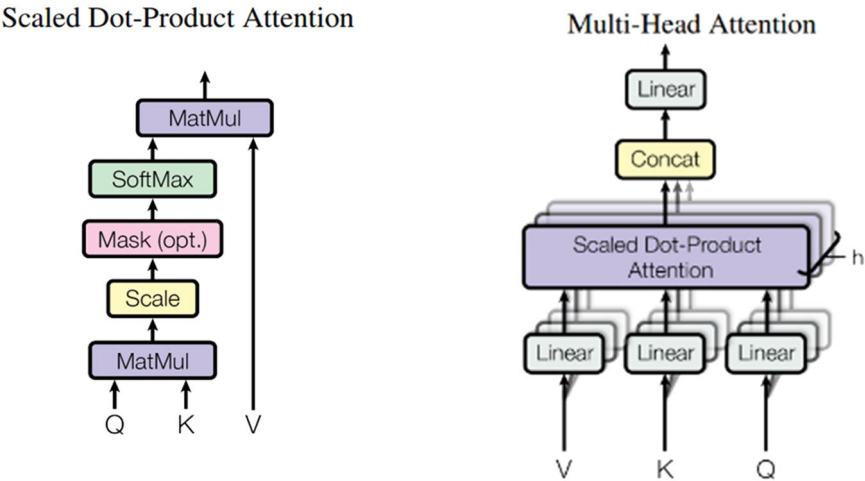 Scaled Dot-Product Attention
MatMul
SoftMax
Mask (opt.)
Scale
MatMul
Q K V
Multi-Head Attention
Linear
Concat
Scaled Dot-Product
Attention
h
Linear Linear Linear
V K Q